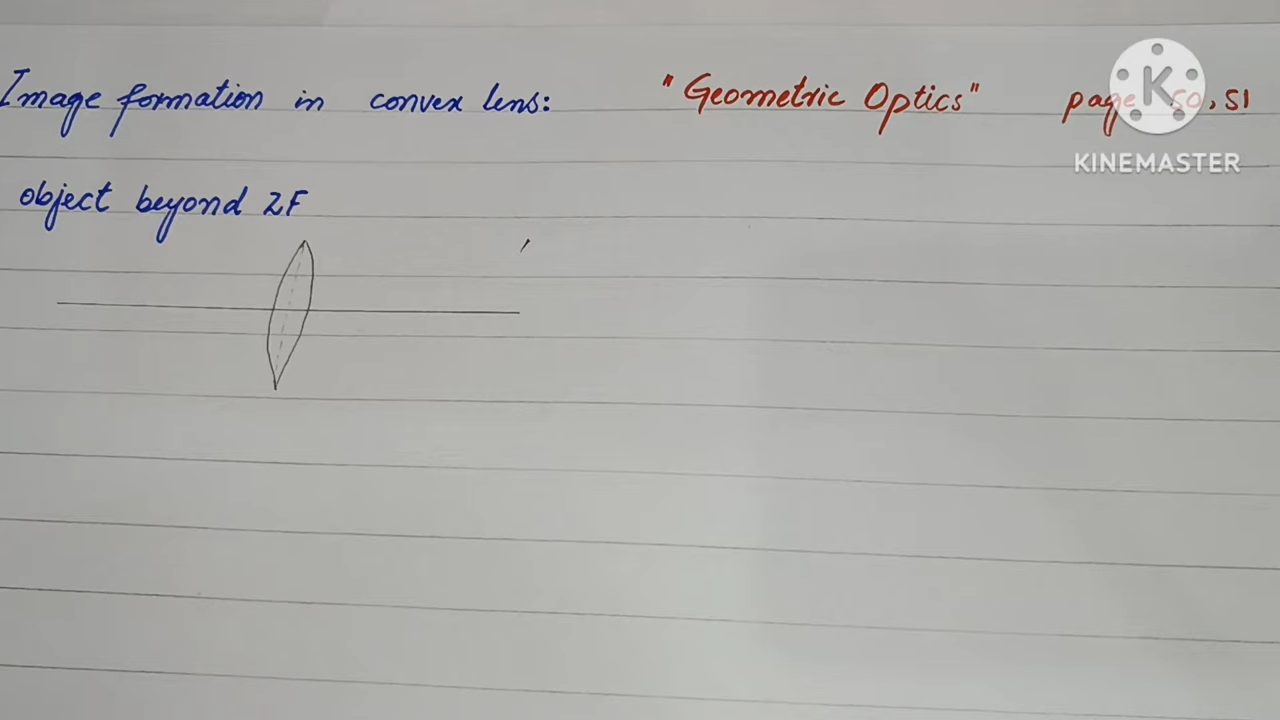 Image formation in convex lens: "Geometric Optics" page 50, 51
KINEMASTER
object beyond 2F